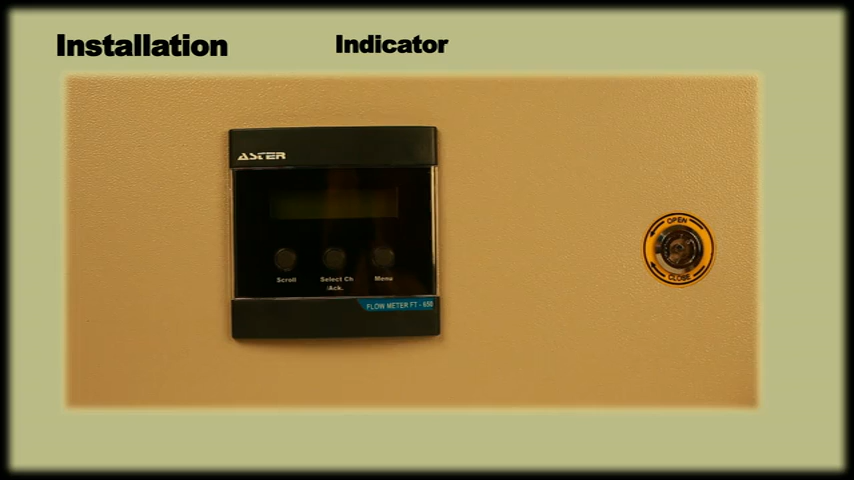 Installation
Indicator
ASTER
OPEN
Scroll
Select Ch
/Ack.
Menu
CLOSE
FLOW METER FT - 650